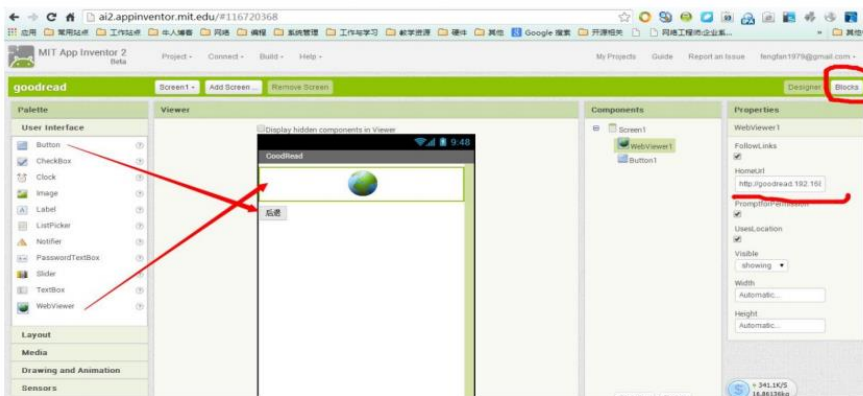 ai2.appinventor.mit.edu/#116720368
应用 常用站点 工作站点 牛人博客 网络 编程 系统管理 工作与学习 教学资源 硬件 其他 Google 搜索 开源相关 网络工程师:企业系... » 其他
MIT App Inventor 2
Beta
Project Connect Build Help
My Projects Guide Report an Issue fengfan1979@gmail.com
goodread
Screen1 Add Screen ... Remove Screen
Designer Blocks
Palette
Viewer
Components
Properties
User Interface
Button
CheckBox
Clock
Image
Label
ListPicker
Notifier
PasswordTextBox
Slider
TextBox
WebViewer
Layout
Media
Drawing and Animation
Sensors
Display hidden components in Viewer
9:48
GoodRead
后退
Screen1
WebViewer1
Button1
WebViewer1
FollowLinks
HomeUrl
http://goodread.192.168
PromptforPermission
UsesLocation
Visible
showing
Width
Automatic...
Height
Automatic...
+ 341.1K/S